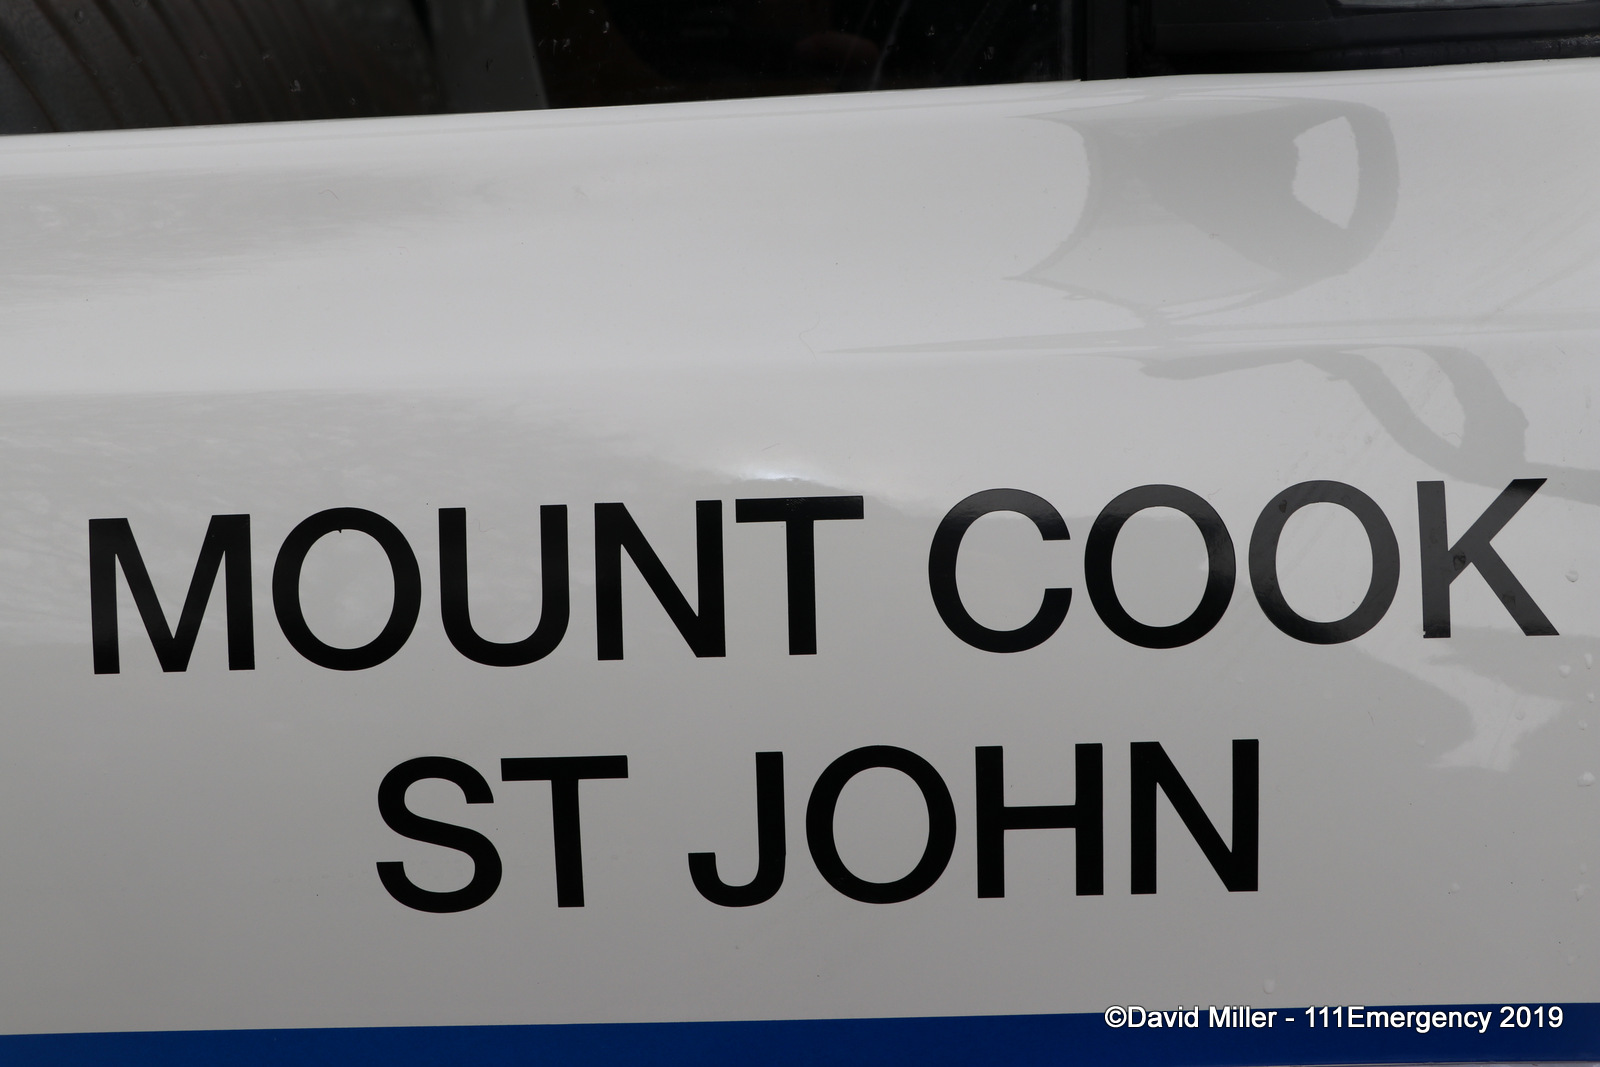 MOUNT COOK
ST JOHN
©David Miller - 111Emergency 2019